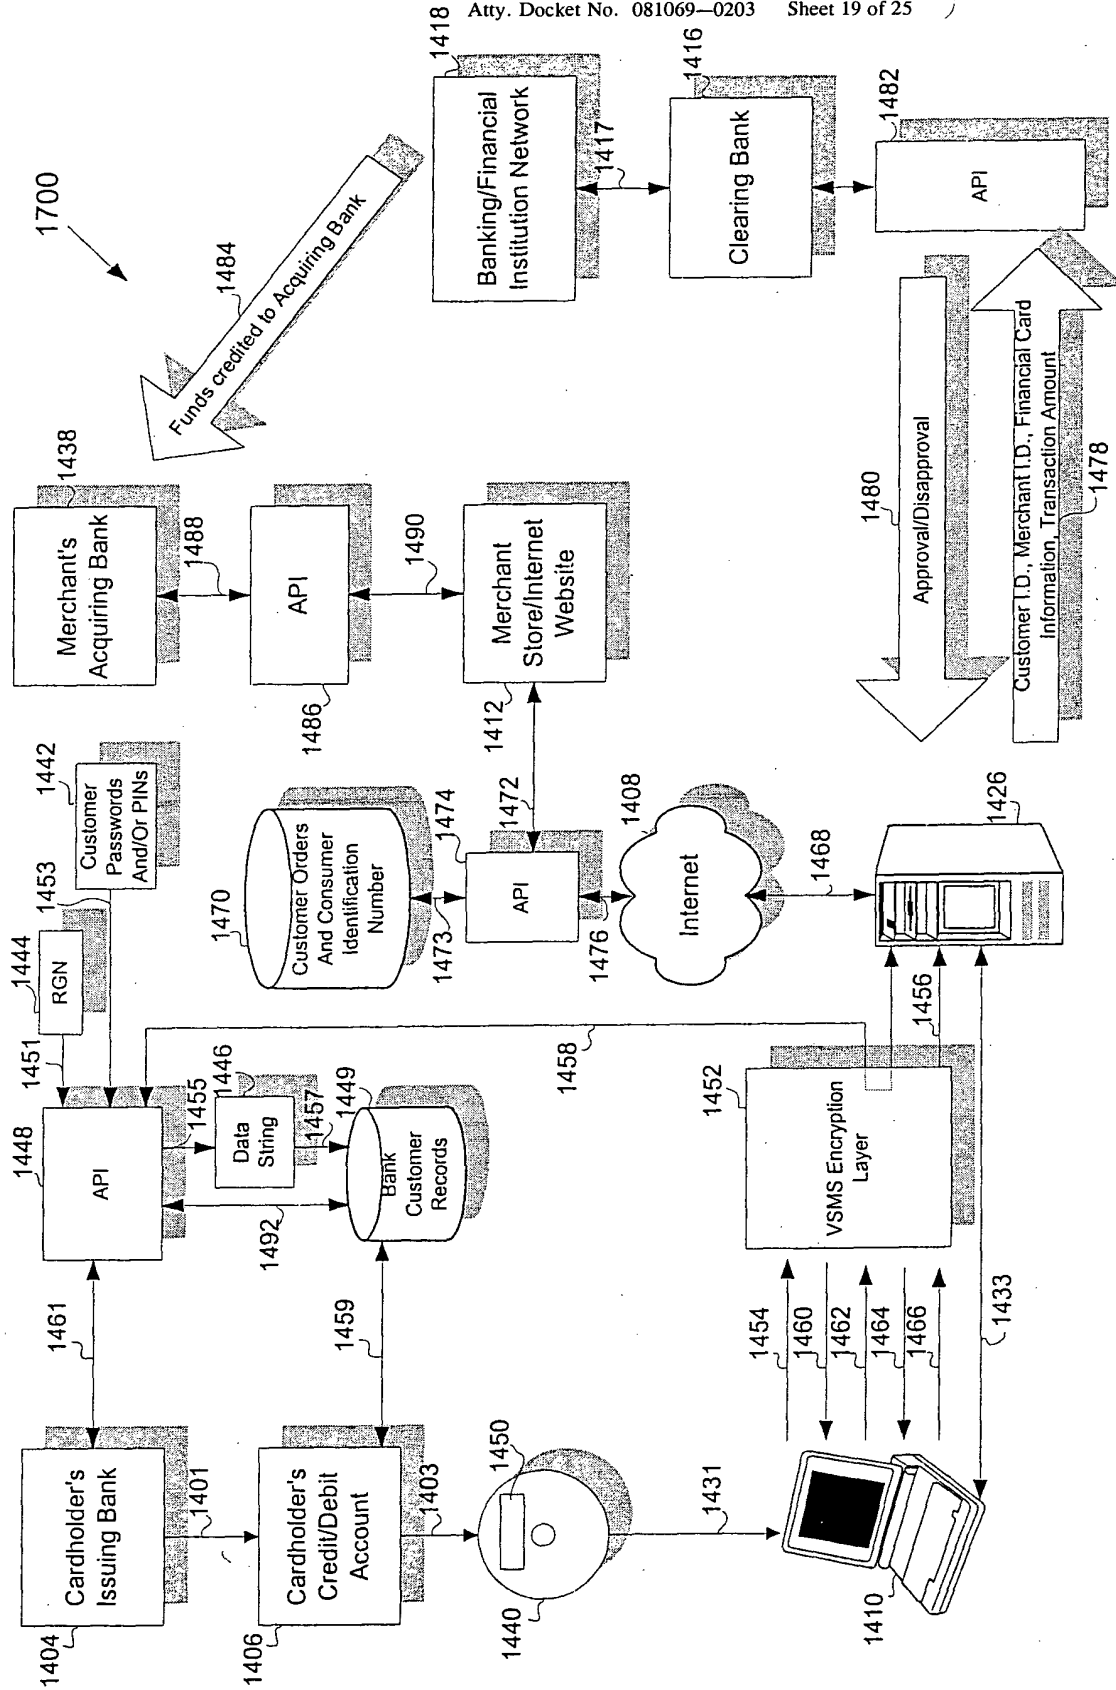 Atty. Docket No. 081069—0203 Sheet 19 of 25
1700
1404
Cardholder's
Issuing Bank
1401
1461
1406
Cardholder's
Credit/Debit
Account
1403
1459
1450
1440
1431
1410
1448
API
1451
1444
RGN
1453
1442
Customer
Passwords
And/Or PINs
1455
1446
Data
String
1457
1449
Bank
Customer
Records
1492
1458
1452
VSMS Encryption
Layer
1454
1460
1462
1464
1466
1433
1456
1426
1468
1408
Internet
1476
1474
API
1473
1470
Customer Orders
And Consumer
Identification
Number
1472
1412
Merchant
Store/Internet
Website
1490
1486
API
1488
1438
Merchant's
Acquiring Bank
1484
Funds credited to Acquiring Bank
1418
Banking/Financial
Institution Network
1417
1416
Clearing Bank
1482
API
1480
Approval/Disapproval
Customer I.D., Merchant I.D., Financial Card
Information, Transaction Amount
1478